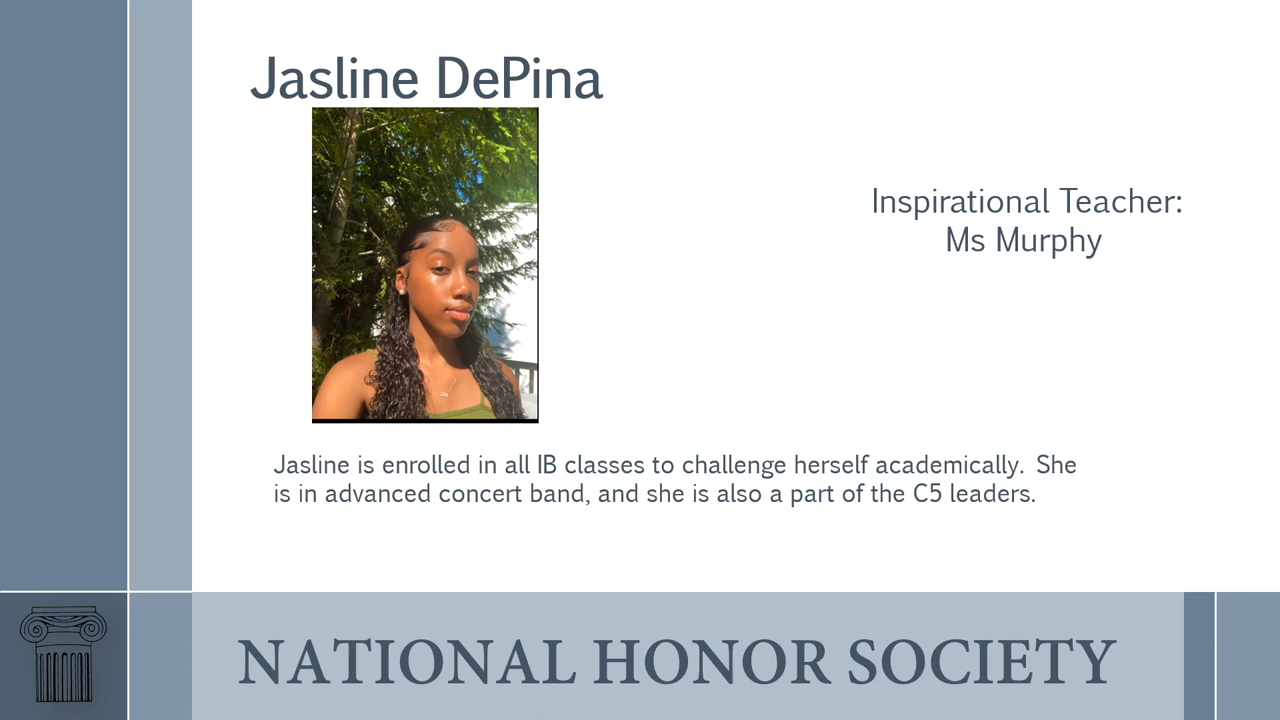 Jasline DePina
Inspirational Teacher:
Ms Murphy
Jasline is enrolled in all IB classes to challenge herself academically.  She
is in advanced concert band, and she is also a part of the C5 leaders.
NATIONAL HONOR SOCIETY